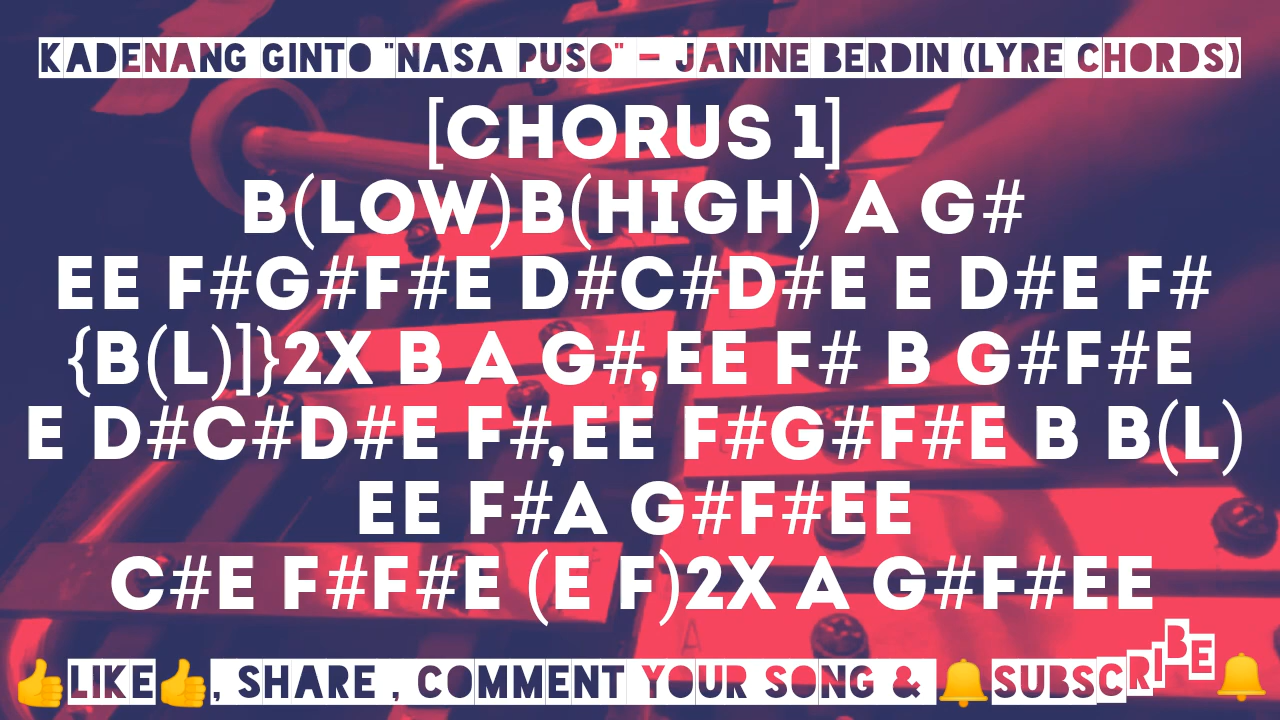 KADENANG GINTO "NASA PUSO" – JANINE BERDIN (LYRE CHORDS)
[CHORUS 1]
B(LOW)B(HIGH) A G#
EE F#G#F#E D#C#D#E E D#E F#
{B(L)]}2X B A G#,EE F# B G#F#E
E D#C#D#E F#,EE F#G#F#E B B(L)
EE F#A G#F#EE
C#E F#F#E (E F)2X A G#F#EE
👍LIKE👍, SHARE , COMMENT YOUR SONG & 🔔SUBSCRIBE🔔
A